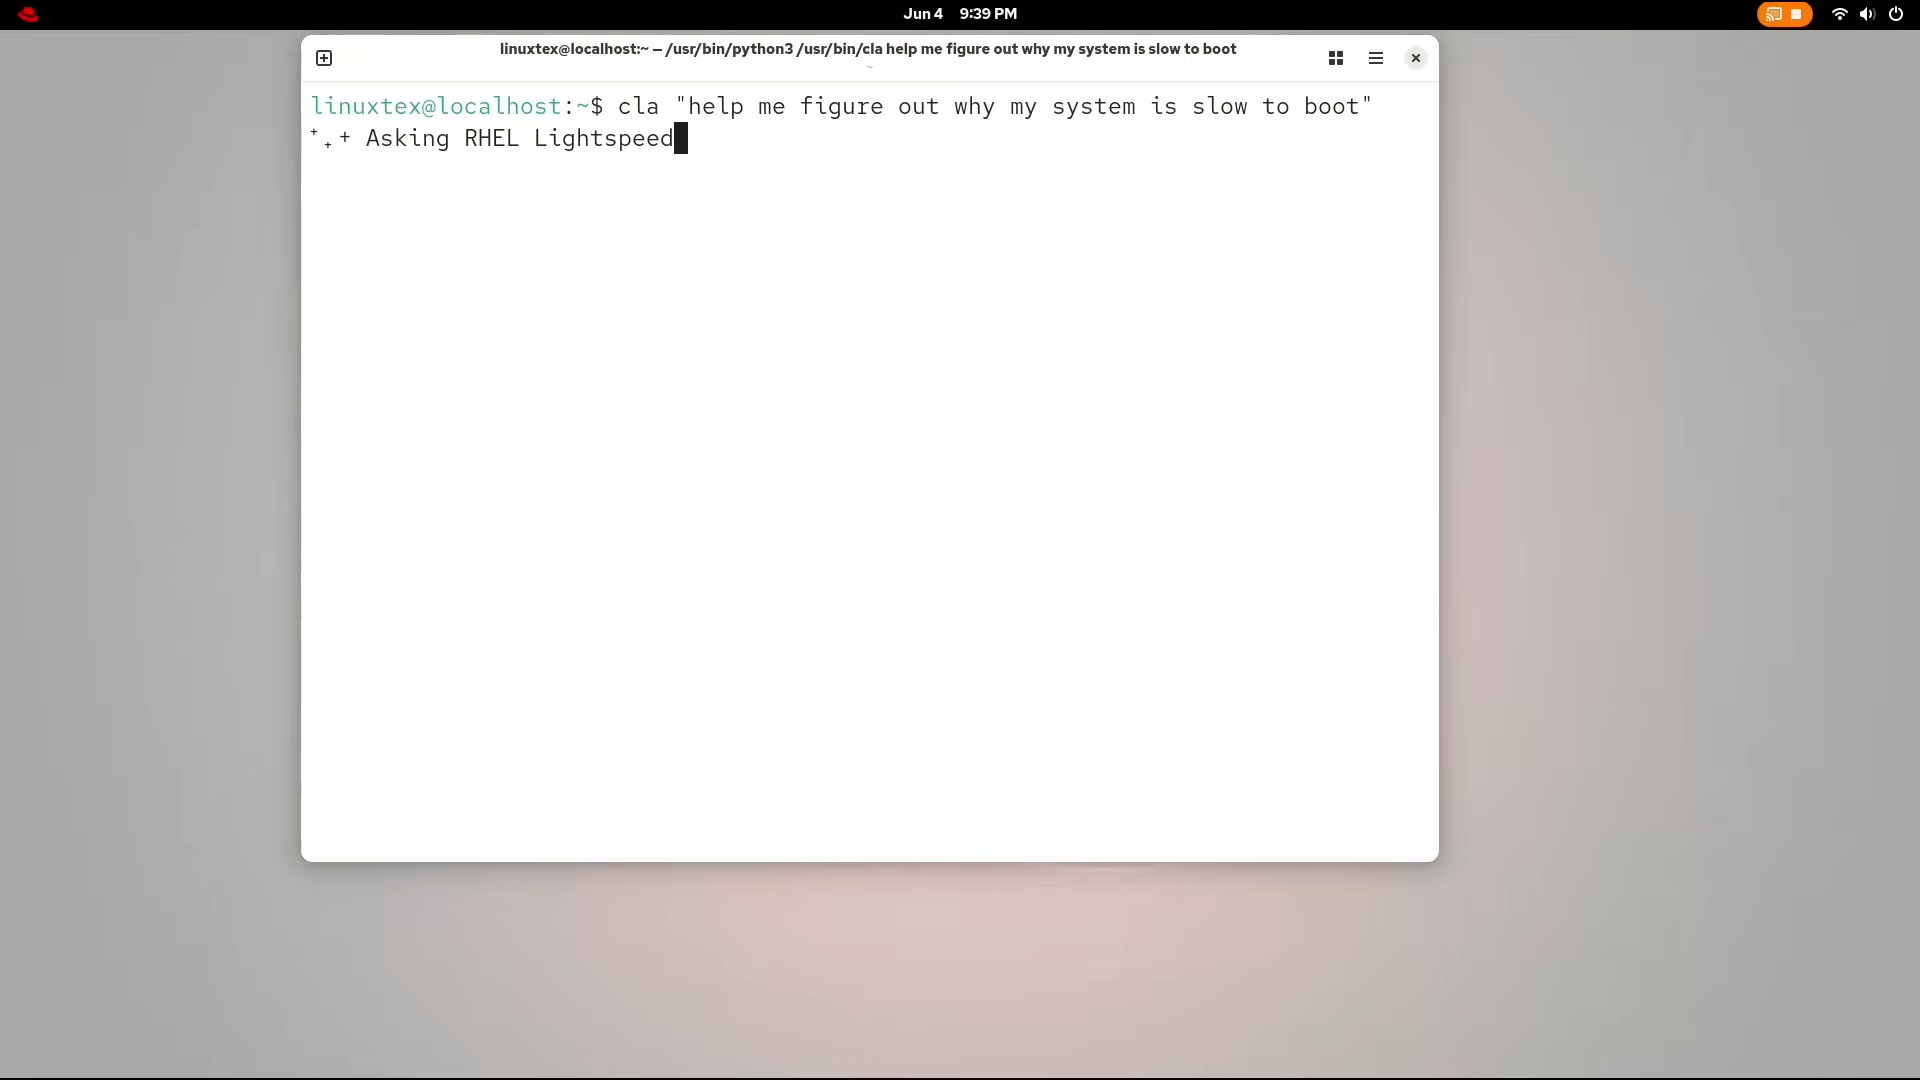 Jun 4 9:39 PM
linuxtex@localhost:~ — /usr/bin/python3 /usr/bin/cla help me figure out why my system is slow to boot
~
linuxtex@localhost:~$ cla "help me figure out why my system is slow to boot"
+ + + Asking RHEL Lightspeed